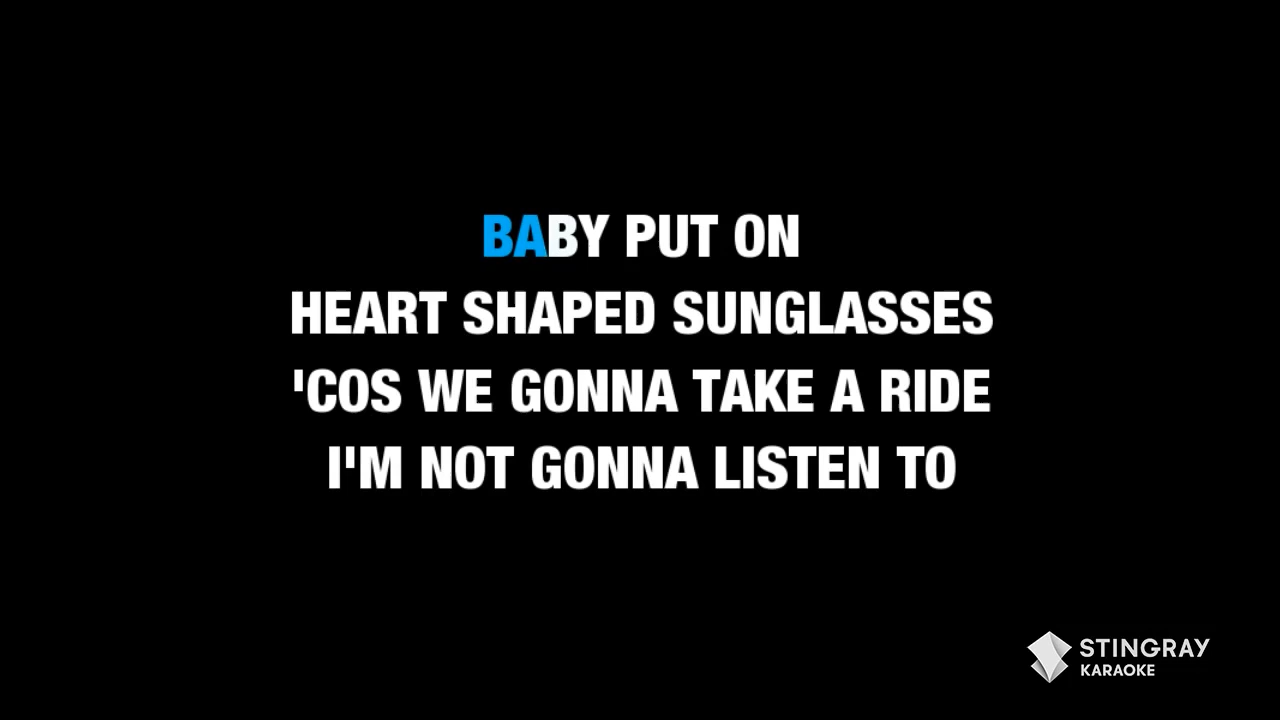 BABY PUT ON
HEART SHAPED SUNGLASSES
'COS WE GONNA TAKE A RIDE
I'M NOT GONNA LISTEN TO
STINGRAY
KARAOKE